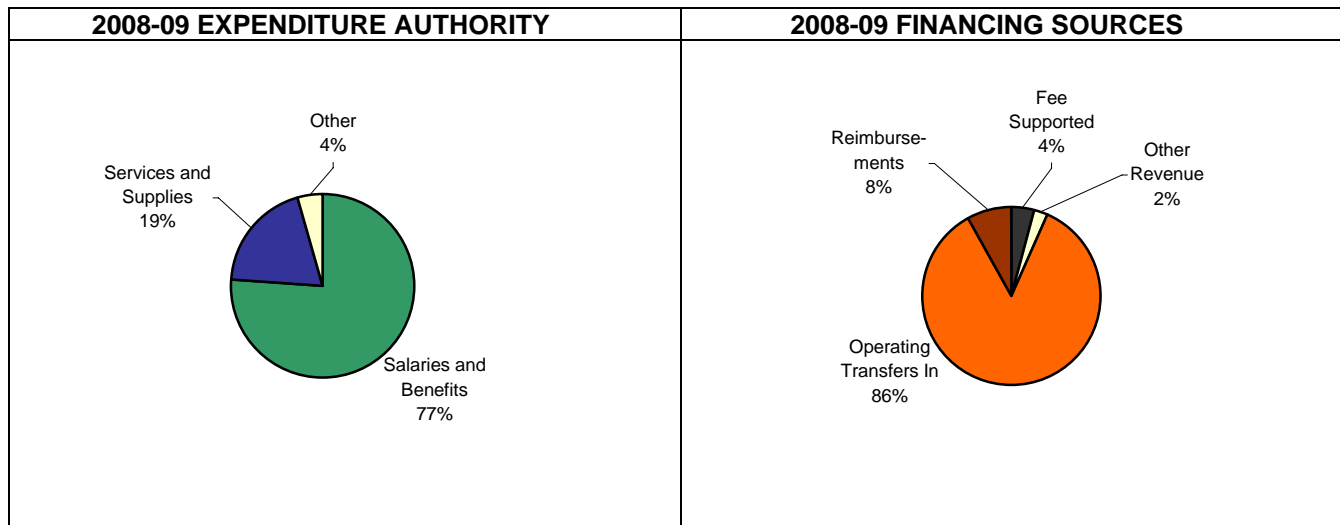 2008-09 EXPENDITURE AUTHORITY
Other
4%
Services and
Supplies
19%
Salaries and
Benefits
77%
2008-09 FINANCING SOURCES
Fee
Supported
4%
Reimburse-
ments
8%
Other
Revenue
2%
Operating
Transfers In
86%